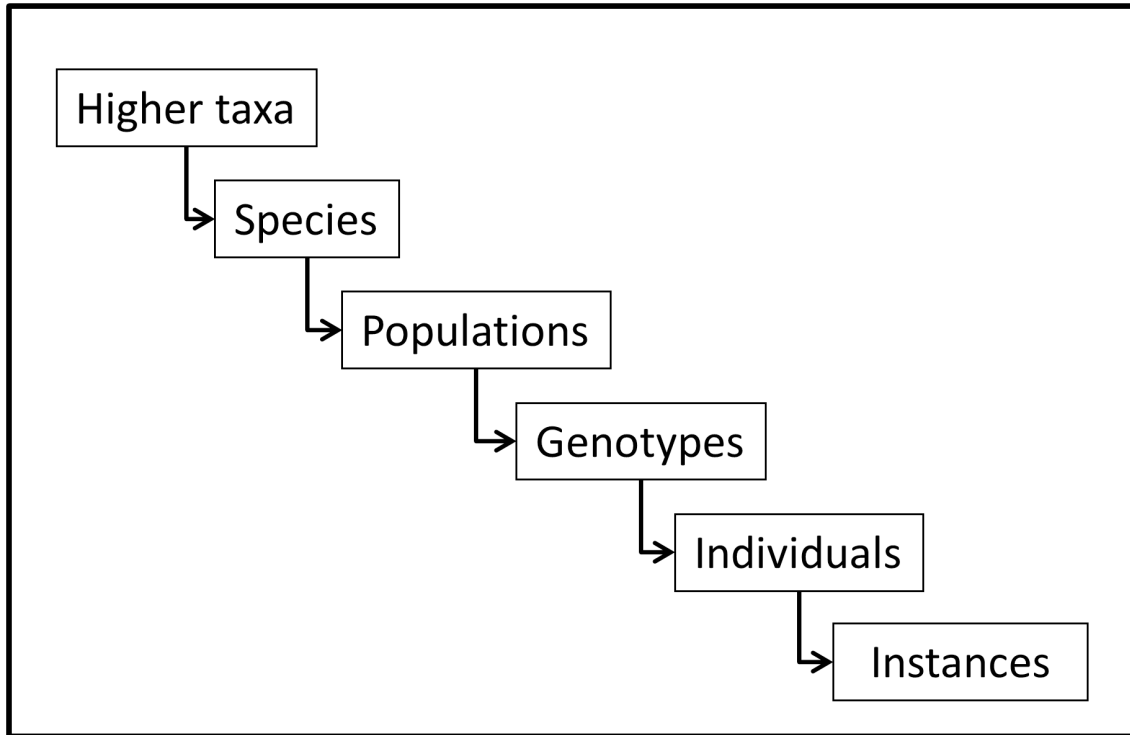 Higher taxa
Species
Populations
Genotypes
Individuals
Instances